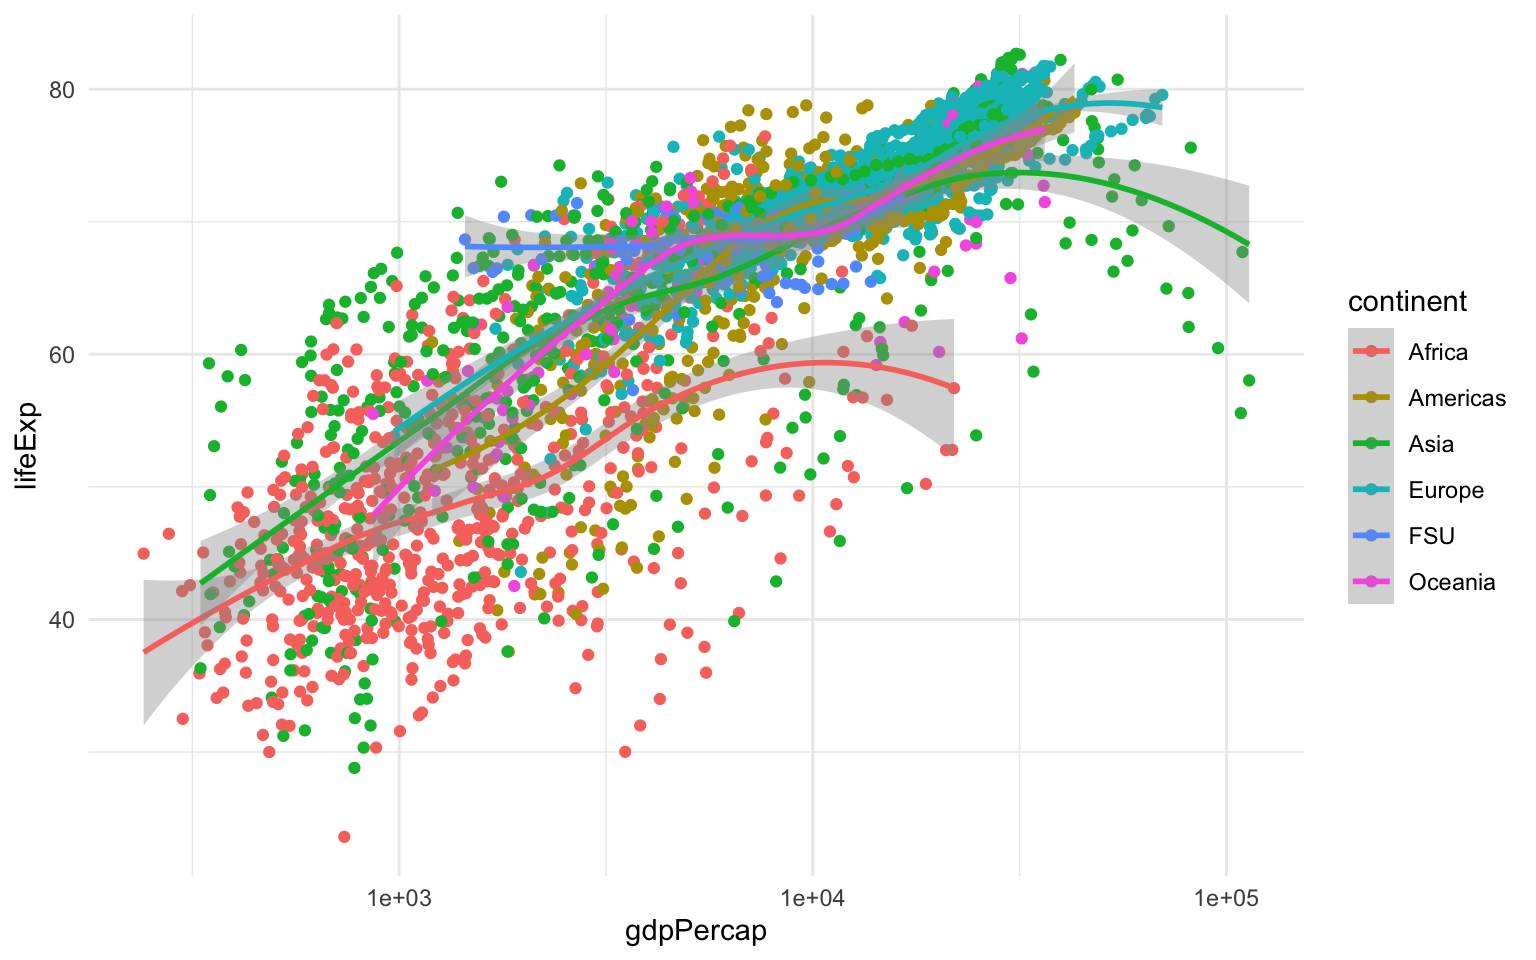 80
60
40
lifeExp
1e+03
1e+04
1e+05
gdpPercap
continent
Africa
Americas
Asia
Europe
FSU
Oceania